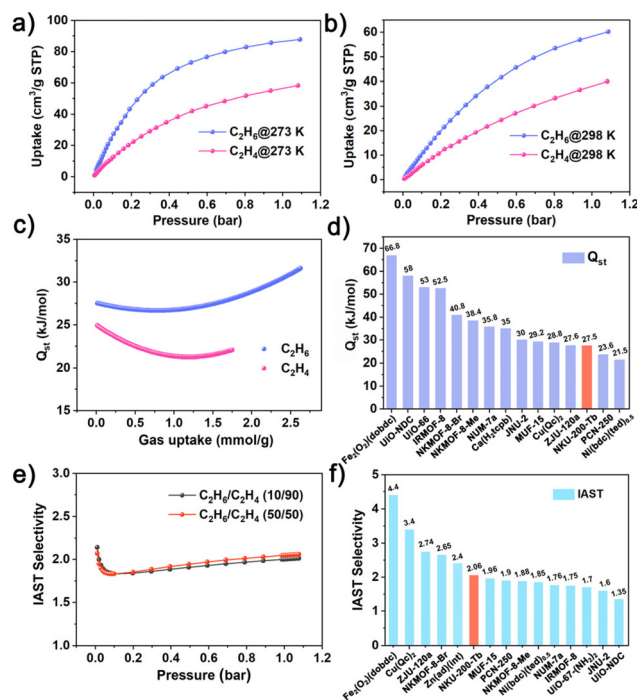 a)
Uptake (cm³/g STP)
100
80
60
40
20
0
C₂H₆@273 K
C₂H₄@273 K
0.0 0.2 0.4 0.6 0.8 1.0 1.2
Pressure (bar)
b)
Uptake (cm³/g STP)
60
50
40
30
20
10
0
C₂H₆@298 K
C₂H₄@298 K
0.0 0.2 0.4 0.6 0.8 1.0 1.2
Pressure (bar)
c)
Qst (kJ/mol)
35
30
25
20
15
C₂H₆
C₂H₄
0.0 0.5 1.0 1.5 2.0 2.5
Gas uptake (mmol/g)
d)
Qst (kJ/mol)
70
60
50
40
30
20
10
0
Qst
66.8
58
53
52.5
40.8
38.4
35.8
35
30
29.2
28.8
27.6
27.5
23.6
21.5
Fe₂(O₂)(dobdc)
UiO-NDC
UiO-66
IRMOF-8
NKMOF-8-Br
NKMOF-8-Me
NUM-7a
Ca(H₂tcpb)
JNU-2
MUF-15
Cu(Qc)₂
ZJU-120a
NKU-200-Tb
PCN-250
Ni(bdc)(ted)₀.₅
e)
IAST Selectivity
3.0
2.5
2.0
1.5
1.0
C₂H₆/C₂H₄ (10/90)
C₂H₆/C₂H₄ (50/50)
0.0 0.2 0.4 0.6 0.8 1.0 1.2
Pressure (bar)
f)
IAST Selectivity
5
4
3
2
1
0
IAST
4.4
3.4
2.74
2.65
2.4
2.06
1.96
1.9
1.88
1.85
1.76
1.75
1.7
1.6
1.35
Fe₂(O₂)(dobdc)
Cu(Qc)₂
ZJU-120a
NKMOF-8-Br
Zn(ad)(int)
NKU-200-Tb
MUF-15
PCN-250
NKMOF-8-Me
Ni(bdc)(ted)₀.₅
NUM-7a
IRMOF-8
UiO-67-(NH₂)₂
JNU-2
UiO-NDC